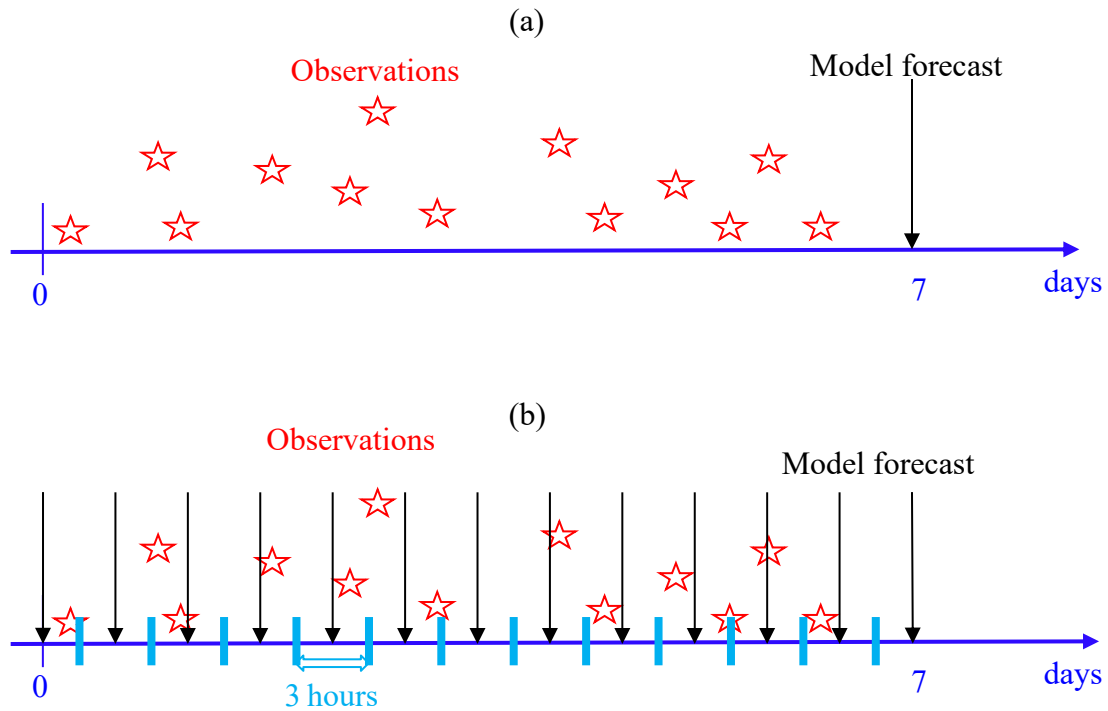 (a)
Observations
Model forecast
0
7
days
(b)
Observations
Model forecast
0
7
days
3 hours